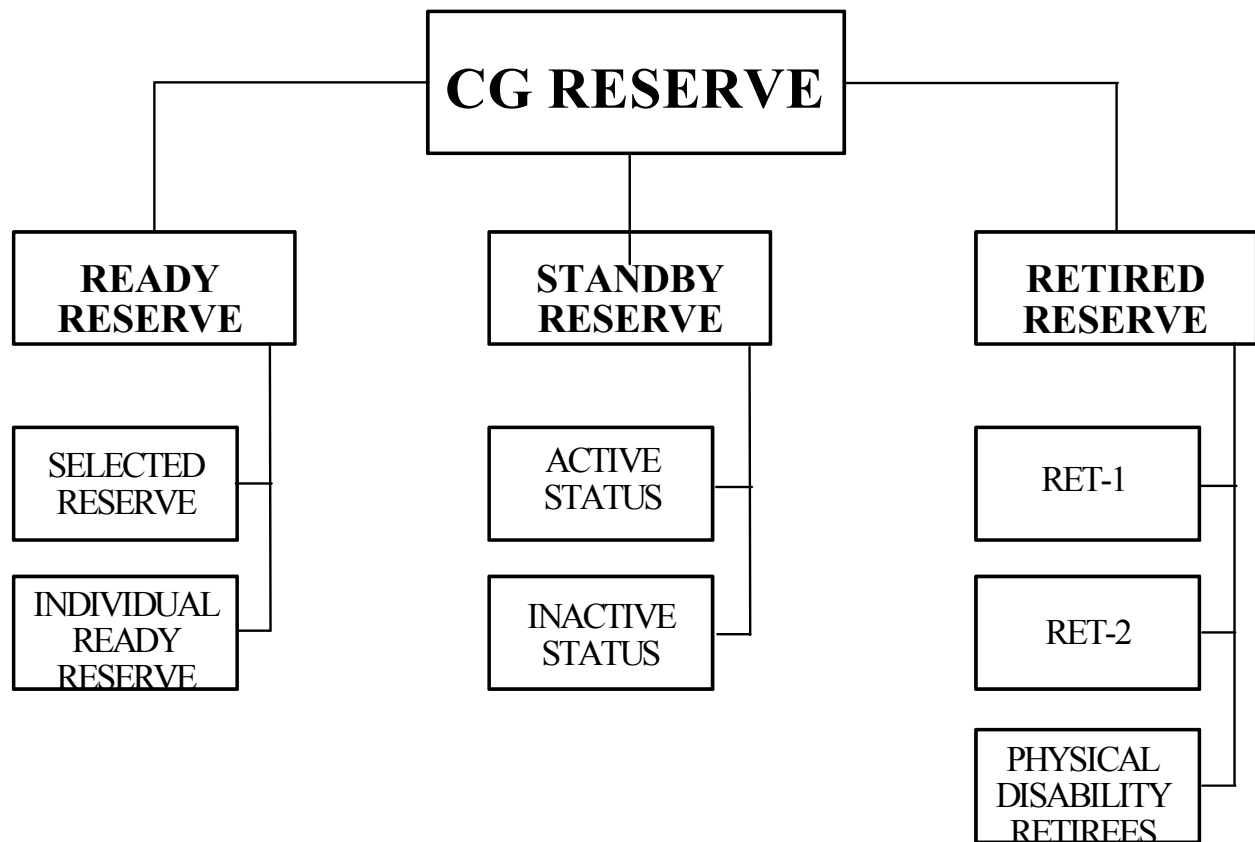 CG RESERVE
READY
RESERVE
STANDBY
RESERVE
RETIRED
RESERVE
SELECTED
RESERVE
INDIVIDUAL
READY
RESERVE
ACTIVE
STATUS
INACTIVE
STATUS
RET-1
RET-2
PHYSICAL
DISABILITY
RETIREES